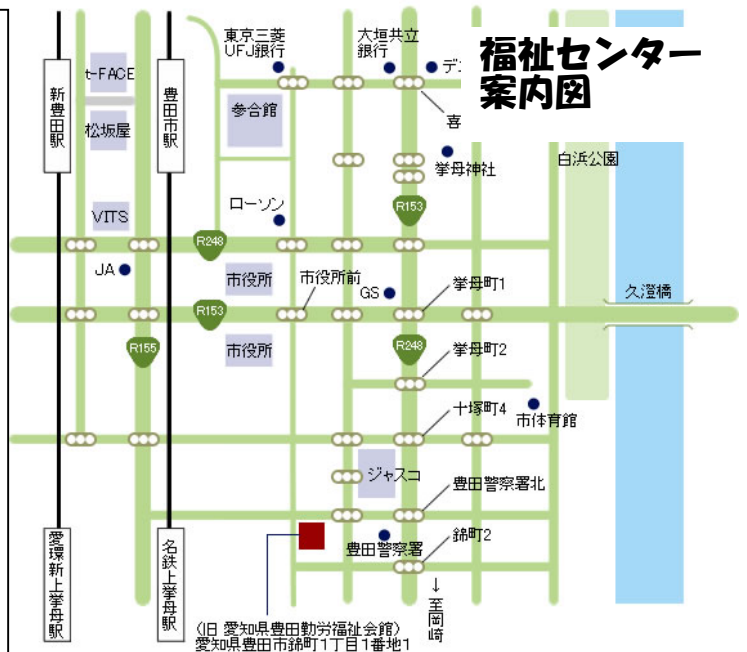 福祉センター
案内図
東京三菱
UFJ銀行
大垣共立
銀行
デニ
t-FACE
新豊田駅
豊田市駅
参合館
喜
松坂屋
挙母神社
白浜公園
VITS
ローソン
R153
R248
JA
市役所
市役所前
GS
挙母町1
久澄橋
R153
R155
市役所
R248
挙母町2
十塚町4
市体育館
ジャスコ
豊田警察署北
愛環新上挙母駅
名鉄上挙母駅
豊田警察署
錦町2
↓至岡崎
(旧 愛知県豊田勤労福祉会館)
愛知県豊田市錦町1丁目1番地1